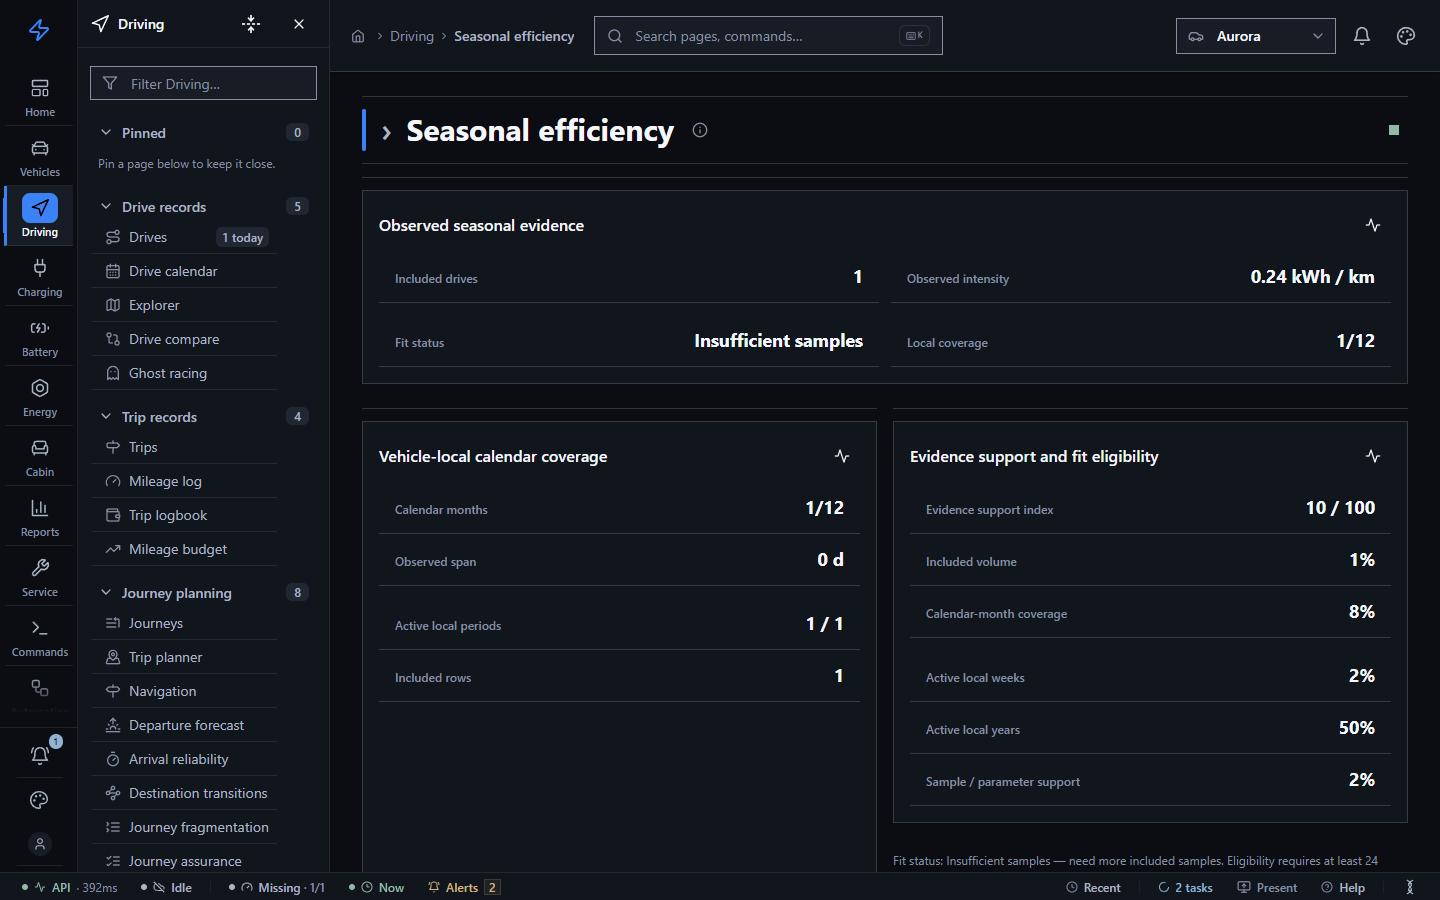 Driving
Driving
Seasonal efficiency
Search pages, commands...
K
Aurora
Home
Vehicles
Driving
Charging
Battery
Energy
Cabin
Reports
Service
Commands
1
Filter Driving...
Pinned
0
Pin a page below to keep it close.
Drive records
5
Drives
1 today
Drive calendar
Explorer
Drive compare
Ghost racing
Trip records
4
Trips
Mileage log
Trip logbook
Mileage budget
Journey planning
8
Journeys
Trip planner
Navigation
Departure forecast
Arrival reliability
Destination transitions
Journey fragmentation
Journey assurance
Seasonal efficiency
Observed seasonal evidence
Included drives
1
Observed intensity
0.24 kWh / km
Fit status
Insufficient samples
Local coverage
1/12
Vehicle-local calendar coverage
Calendar months
1/12
Observed span
0 d
Active local periods
1 / 1
Included rows
1
Evidence support and fit eligibility
Evidence support index
10 / 100
Included volume
1%
Calendar-month coverage
8%
Active local weeks
2%
Active local years
50%
Sample / parameter support
2%
Fit status: Insufficient samples — need more included samples. Eligibility requires at least 24
API · 392ms
Idle
Missing · 1/1
Now
Alerts 2
Recent
2 tasks
Present
Help